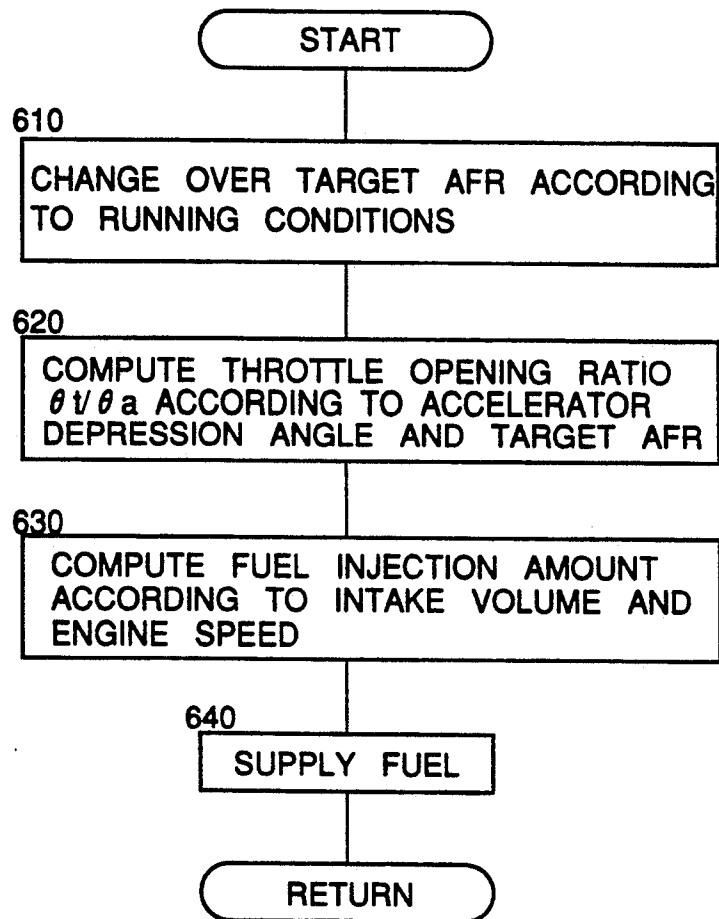 START
610
CHANGE OVER TARGET AFR ACCORDING
TO RUNNING CONDITIONS
620
COMPUTE THROTTLE OPENING RATIO
θt/θa ACCORDING TO ACCELERATOR
DEPRESSION ANGLE AND TARGET AFR
630
COMPUTE FUEL INJECTION AMOUNT
ACCORDING TO INTAKE VOLUME AND
ENGINE SPEED
640
SUPPLY FUEL
RETURN